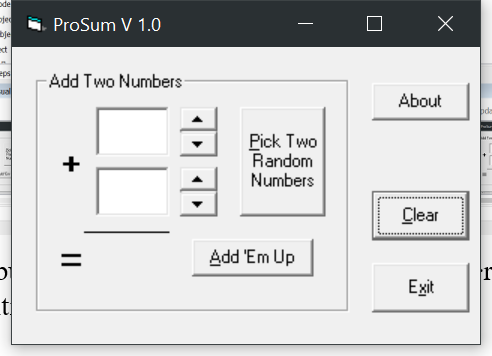 ProSum V 1.0
Add Two Numbers
+
=
Pick Two
Random
Numbers
Add 'Em Up
About
Clear
Exit